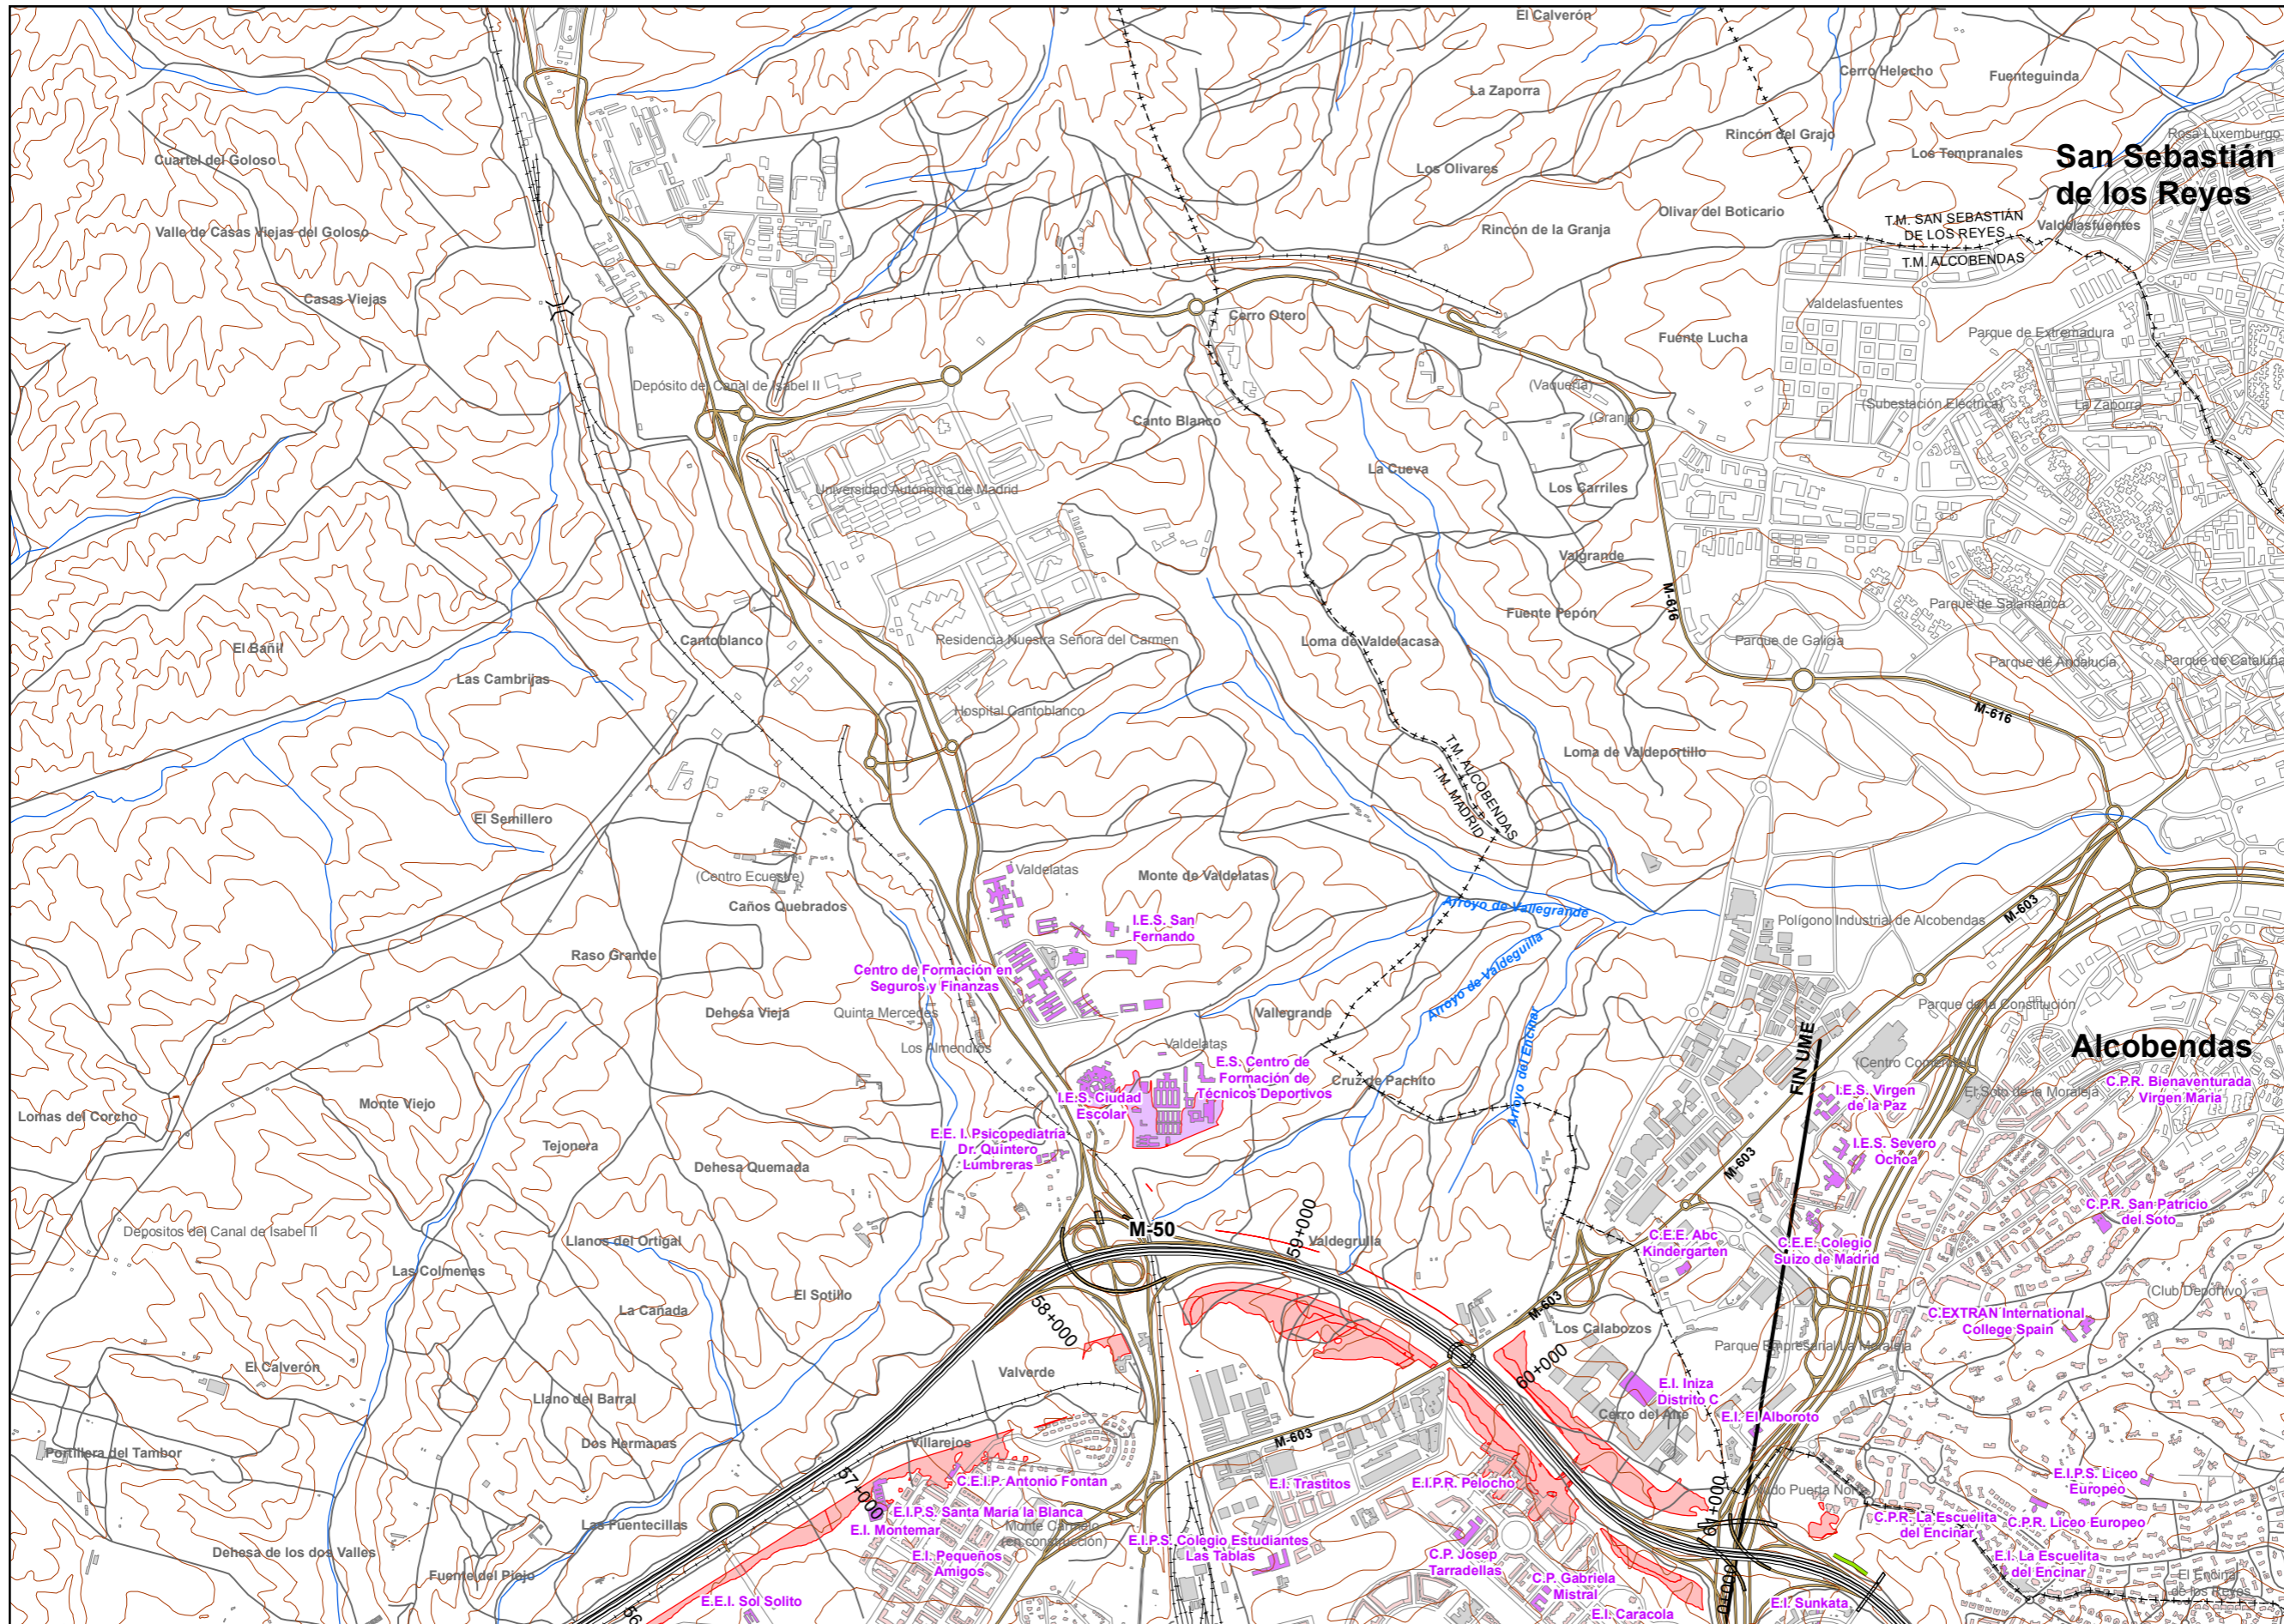 El Calverón
Cerro Helecho
Fuenteguinda
La Zaporra
Rosa Luxemburgo
Rincón del Grajo
Los Tempranales
San Sebastián
de los Reyes
Cuartel del Goloso
Los Olivares
Olivar del Boticario
T.M. SAN SEBASTIÁN
DE LOS REYES
Valdelasfuentes
T.M. ALCOBENDAS
Valle de Casas Viejas del Goloso
Rincón de la Granja
Casas Viejas
Cerro Otero
Valdelasfuentes
Fuente Lucha
Parque de Extremadura
Depósito del Canal de Isabel II
(Vaquería)
(Granja)
(Subestación Eléctrica)
La Zaporra
Canto Blanco
La Cueva
Los Carriles
Universidad Autónoma de Madrid
Valgrande
M-616
Fuente Pepón
Parque de Salamanca
Cantoblanco
Residencia Nuestra Señora del Carmen
Loma de Valdelacasa
Parque de Galicia
El Bañil
Parque de Andalucía
Parque de Cataluña
Las Cambrijas
Hospital Cantoblanco
M-616
Loma de Valdeportillo
T.M. ALCOBENDAS
T.M. MADRID
El Semillero
(Centro Ecuestre)
Valdelatas
Monte de Valdelatas
Caños Quebrados
Arroyo de Vallegrande
M-603
I.E.S. San
Fernando
Polígono Industrial de Alcobendas
Raso Grande
Arroyo de Valdeguilla
Centro de Formación en
Seguros y Finanzas
Dehesa Vieja
Quinta Mercedes
Vallegrande
Parque de la Constitución
Los Almendros
Valdelatas
Arroyo del Encinar
FIN UME
Alcobendas
(Centro Comercial)
E.S. Centro de
Formación de
Técnicos Deportivos
Cruz de Pachito
I.E.S. Ciudad
Escolar
I.E.S. Virgen
de la Paz
El Soto de la Moraleja
C.P.R. Bienaventurada
Virgen Maria
Lomas del Corcho
Monte Viejo
Tejonera
E.E. I. Psicopediatría
Dr. Quintero
Lumbreras
I.E.S. Severo
Ochoa
Dehesa Quemada
M-603
C.P.R. San Patricio
del Soto
Depositos del Canal de Isabel II
Llanos del Ortigal
M-50
59+000
Valdegrulla
C.E.E. Abc
Kindergarten
C.E.E. Colegio
Suizo de Madrid
Las Colmenas
El Sotillo
La Cañada
58+000
M-603
(Club Deportivo)
C.EXTRAN International
College Spain
Los Calabozos
Parque Empresarial La Moraleja
El Calverón
Valverde
60+000
E.I. Iniza
Distrito C
Llano del Barral
Cerro del Aire
E.I. El Alboroto
Dos Hermanas
Villarejos
M-603
Portillera del Tambor
57+000
C.E.I.P. Antonio Fontan
E.I. Trastitos
E.I.P.R. Pelocho
E.I.P.S. Liceo
Europeo
61+000
Nudo Puerta Norte
E.I.P.S. Santa María la Blanca
C.P.R. La Escuelita
del Encinar
C.P.R. Liceo Europeo
Las Fuentecillas
E.I. Montemar
Monte Carmelo
(en construcción)
E.I.P.S. Colegio Estudiantes
Las Tablas
Dehesa de los dos Valles
E.I. Pequeños
Amigos
C.P. Josep
Tarradellas
E.I. La Escuelita
del Encinar
Fuente del Piojo
C.P. Gabriela
Mistral
El Encinar
de los Reyes
E.E.I. Sol Solito
E.I. Caracola
E.I. Sunkata